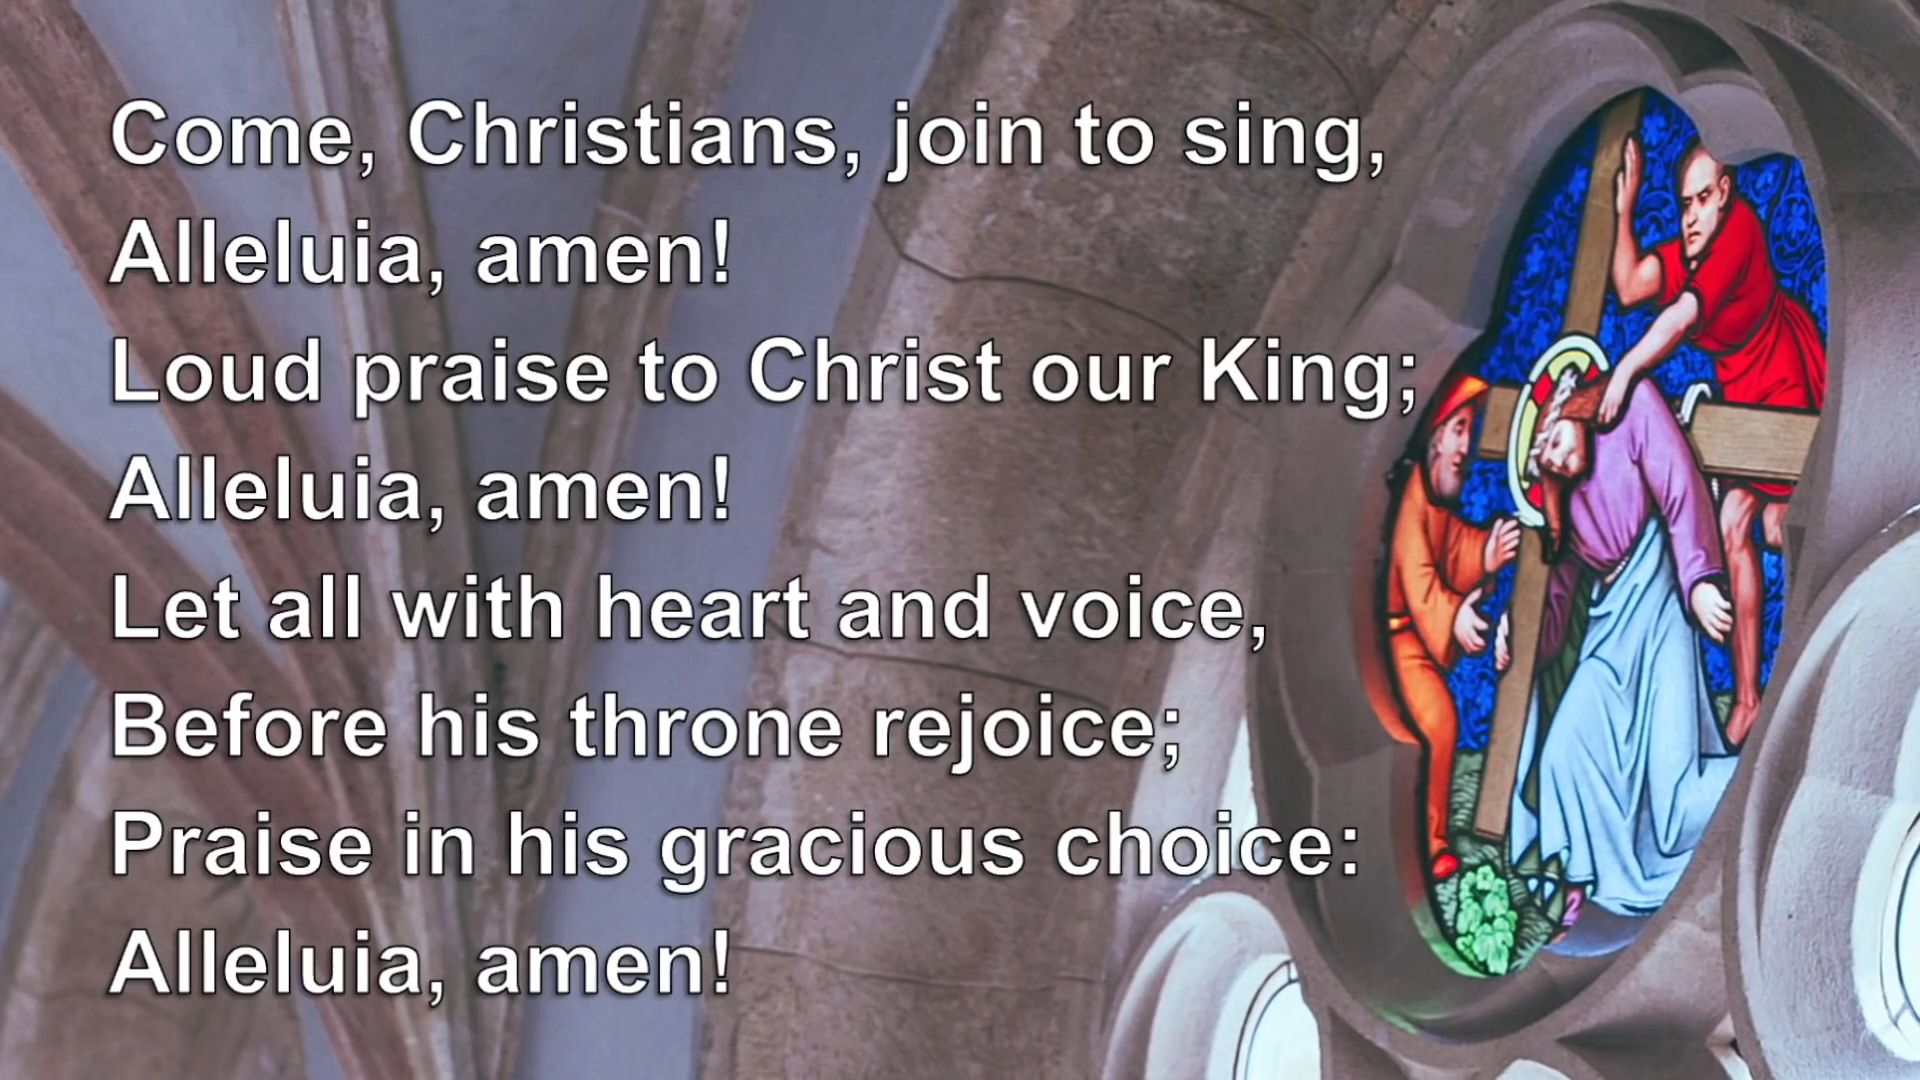 Come, Christians, join to sing,
Alleluia, amen!
Loud praise to Christ our King;
Alleluia, amen!
Let all with heart and voice,
Before his throne rejoice;
Praise in his gracious choice:
Alleluia, amen!